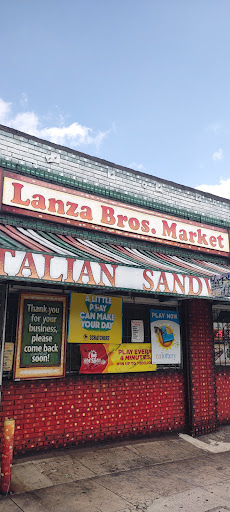 Lanza Bros. Market
TALIAN SAND
Thank you
for your
business,
please
come back
soon!
A LITTLE
PLAY
CAN MAKE
YOUR DAY
PLAY NOW
PLAY EVERY
4 MINUTES.